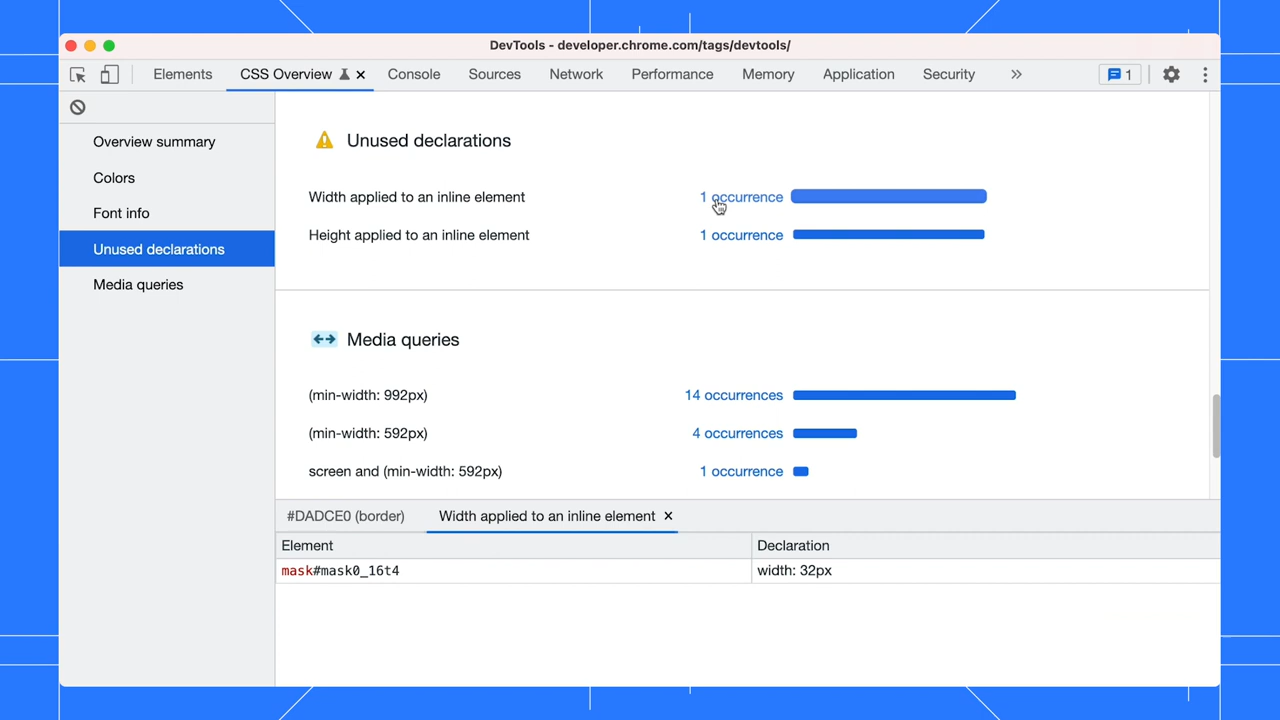 DevTools - developer.chrome.com/tags/devtools/
Elements CSS Overview Console Sources Network Performance Memory Application Security » 1
Overview summary
Colors
Font info
Unused declarations
Media queries
Unused declarations
Width applied to an inline element 1 occurrence
Height applied to an inline element 1 occurrence
Media queries
(min-width: 992px) 14 occurrences
(min-width: 592px) 4 occurrences
screen and (min-width: 592px) 1 occurrence
#DADCE0 (border) Width applied to an inline element
Element Declaration
mask#mask0_16t4 width: 32px